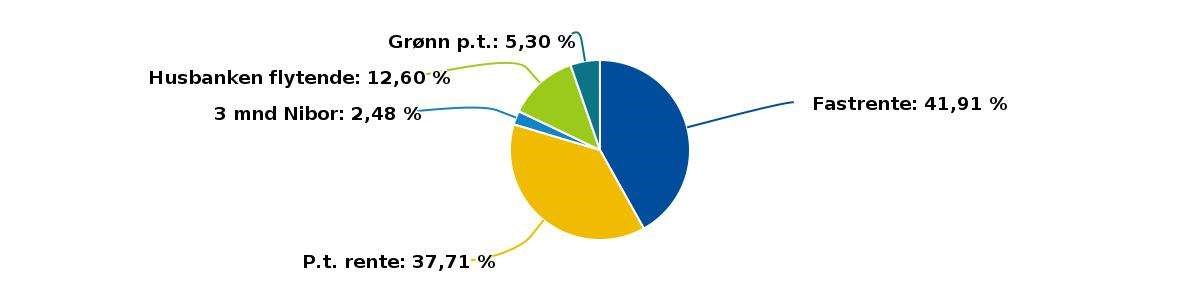 Grønn p.t.: 5,30 %
Husbanken flytende: 12,60 %
Fastrente: 41,91 %
3 mnd Nibor: 2,48 %
P.t. rente: 37,71 %